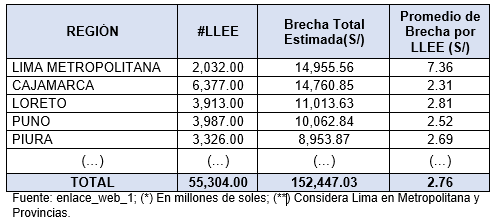 REGIÓN #LLEE Brecha Total Estimada(S/) Promedio de Brecha por LLEE (S/)
LIMA METROPOLITANA 2,032.00 14,955.56 7.36
CAJAMARCA 6,377.00 14,760.85 2.31
LORETO 3,913.00 11,013.63 2.81
PUNO 3,987.00 10,062.84 2.52
PIURA 3,326.00 8,953.87 2.69
(...) (...) (...) (...)
TOTAL 55,304.00 152,447.03 2.76
Fuente: enlace_web_1; (*) En millones de soles; (**) Considera Lima en Metropolitana y
Provincias.